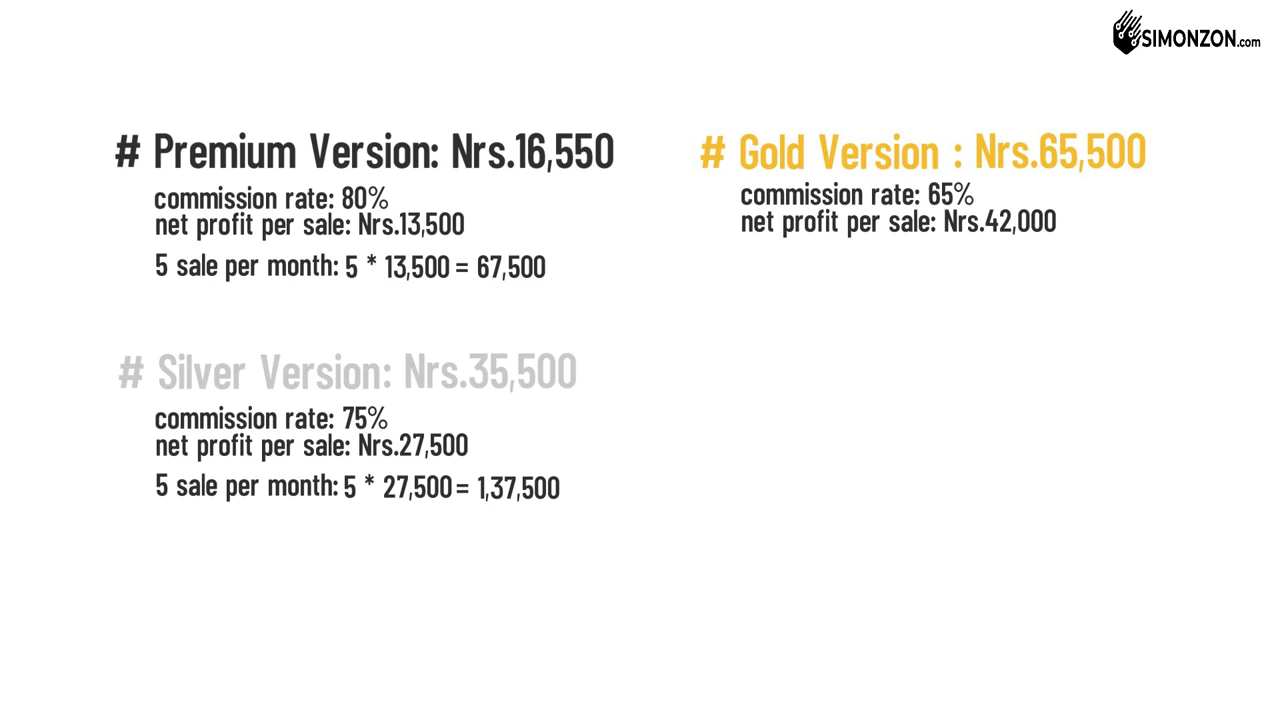 SIMONZON.com
# Premium Version: Nrs.16,550
commission rate: 80%
net profit per sale: Nrs.13,500
5 sale per month: 5 * 13,500 = 67,500
# Silver Version: Nrs.35,500
commission rate: 75%
net profit per sale: Nrs.27,500
5 sale per month: 5 * 27,500 = 1,37,500
# Gold Version : Nrs.65,500
commission rate: 65%
net profit per sale: Nrs.42,000